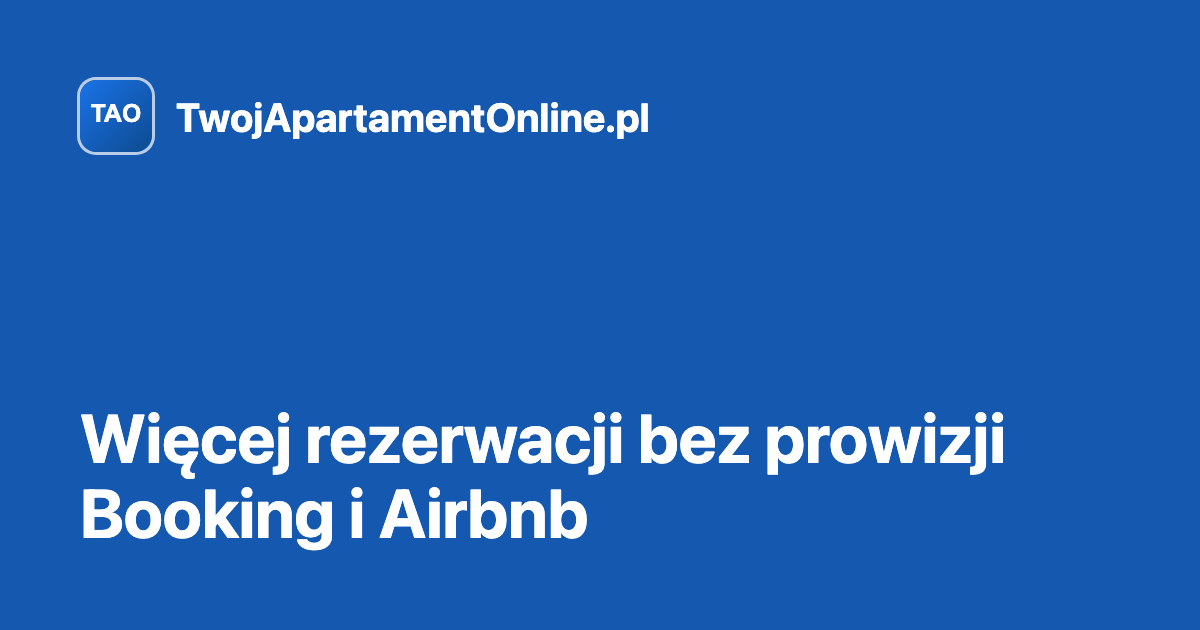 TAO
TwojApartamentOnline.pl
Więcej rezerwacji bez prowizji
Booking i Airbnb